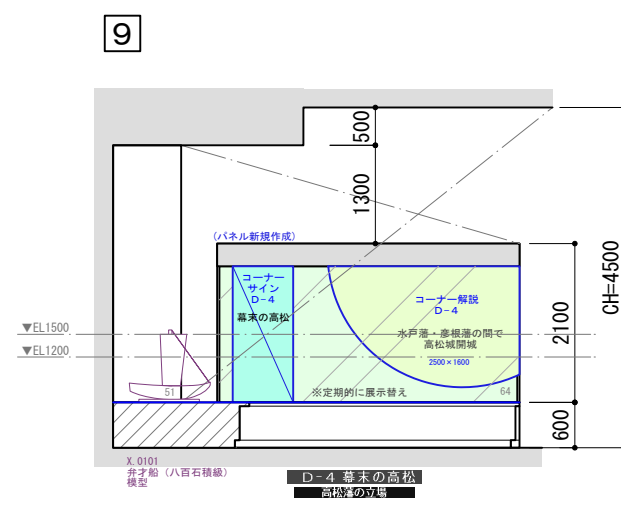 9
500
1300
(パネル新規作成)
コーナー
サイン
D-4
幕末の高松
コーナー解説
D-4
水戸藩・彦根藩の間で
高松城開城
2500×1600
▼EL1500
▼EL1200
51
※定期的に展示替え
64
2100
600
CH=4500
X.0101
弁才船(八百石積級)
模型
D-4 幕末の高松
高松藩の立場